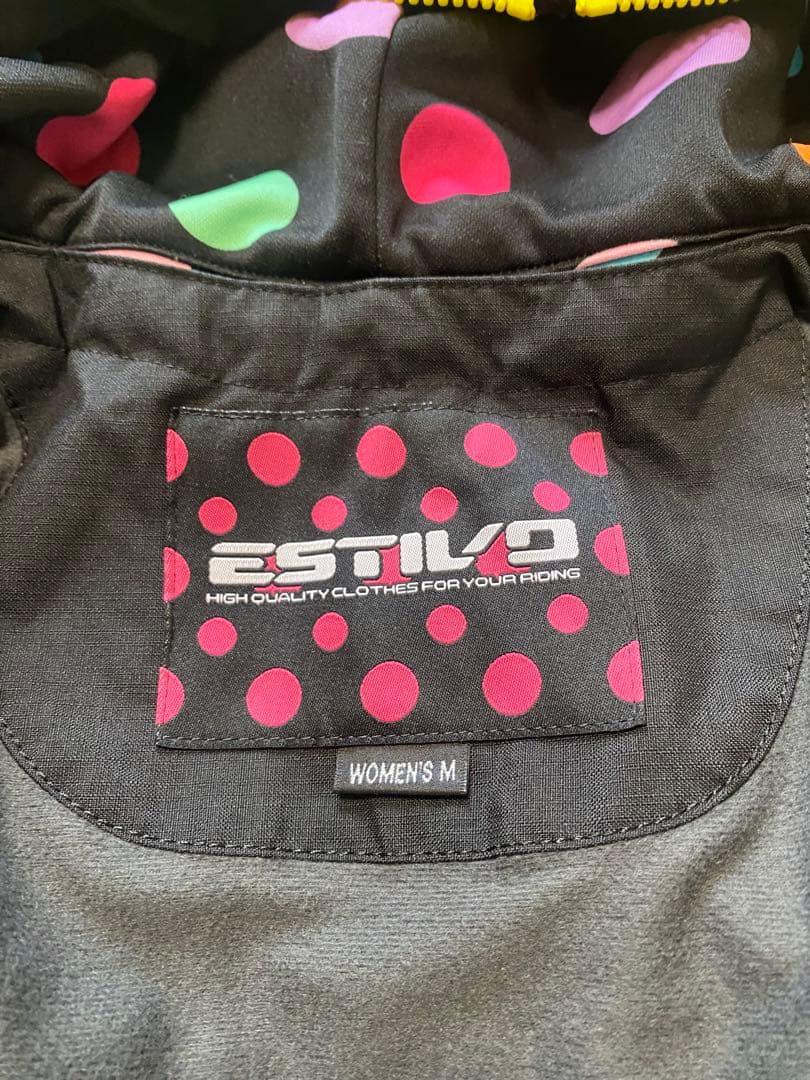 ESTIVO
HIGH QUALITY CLOTHES FOR YOUR RIDING
WOMEN'S M